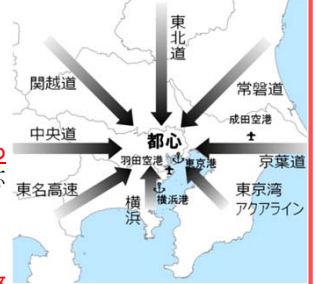 東北道
関越道
常磐道
成田空港
中央道
都心
羽田空港
東京港
京葉道
東名高速
横浜
横浜港
東京湾
アクアライン